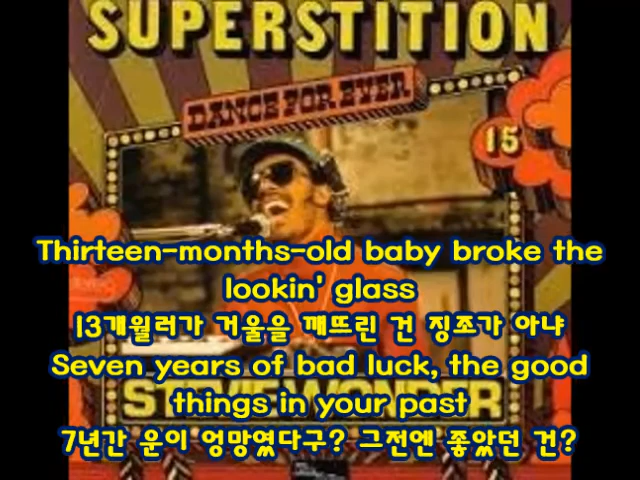 SUPERSTITION
DANCE FOR EVER
15
Thirteen-months-old baby broke the
lookin' glass
13개월러가 거울을 깨뜨린 건 징조가 아냐
Seven years of bad luck, the good
STEVIE WONDER
things in your past
7년간 운이 엉망였다구? 그전엔 좋았던 건?